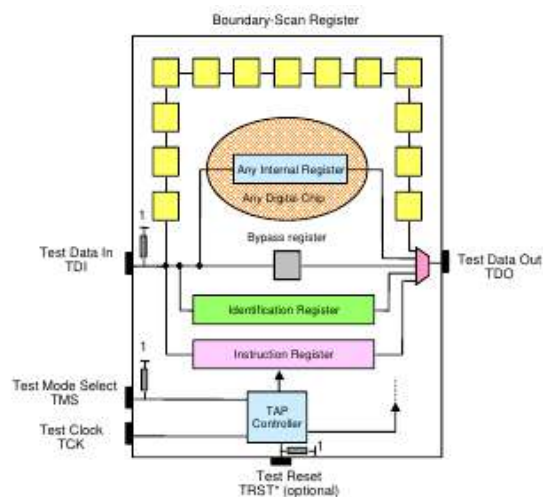 Boundary-Scan Register
Any Internal Register
Any Digital Chip
1
Bypass register
Test Data In
TDI
Test Data Out
TDO
Identification Register
1
Instruction Register
Test Mode Select
TMS
TAP
Controller
Test Clock
TCK
1
Test Reset
TRST* (optional)